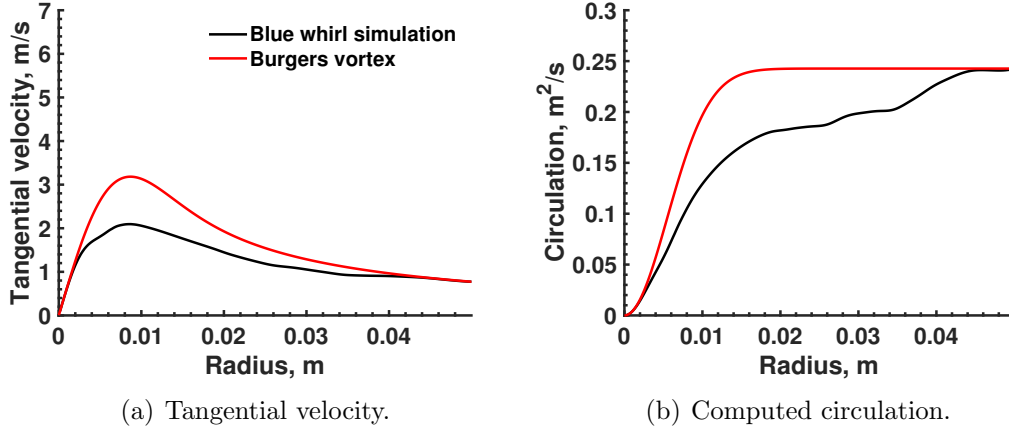 7
6
5
4
3
2
1
0
Tangential velocity, m/s
Blue whirl simulation
Burgers vortex
0 0.01 0.02 0.03 0.04
Radius, m
(a) Tangential velocity.
0.3
0.25
0.2
0.15
0.1
0.05
0
Circulation, m²/s
0 0.01 0.02 0.03 0.04
Radius, m
(b) Computed circulation.